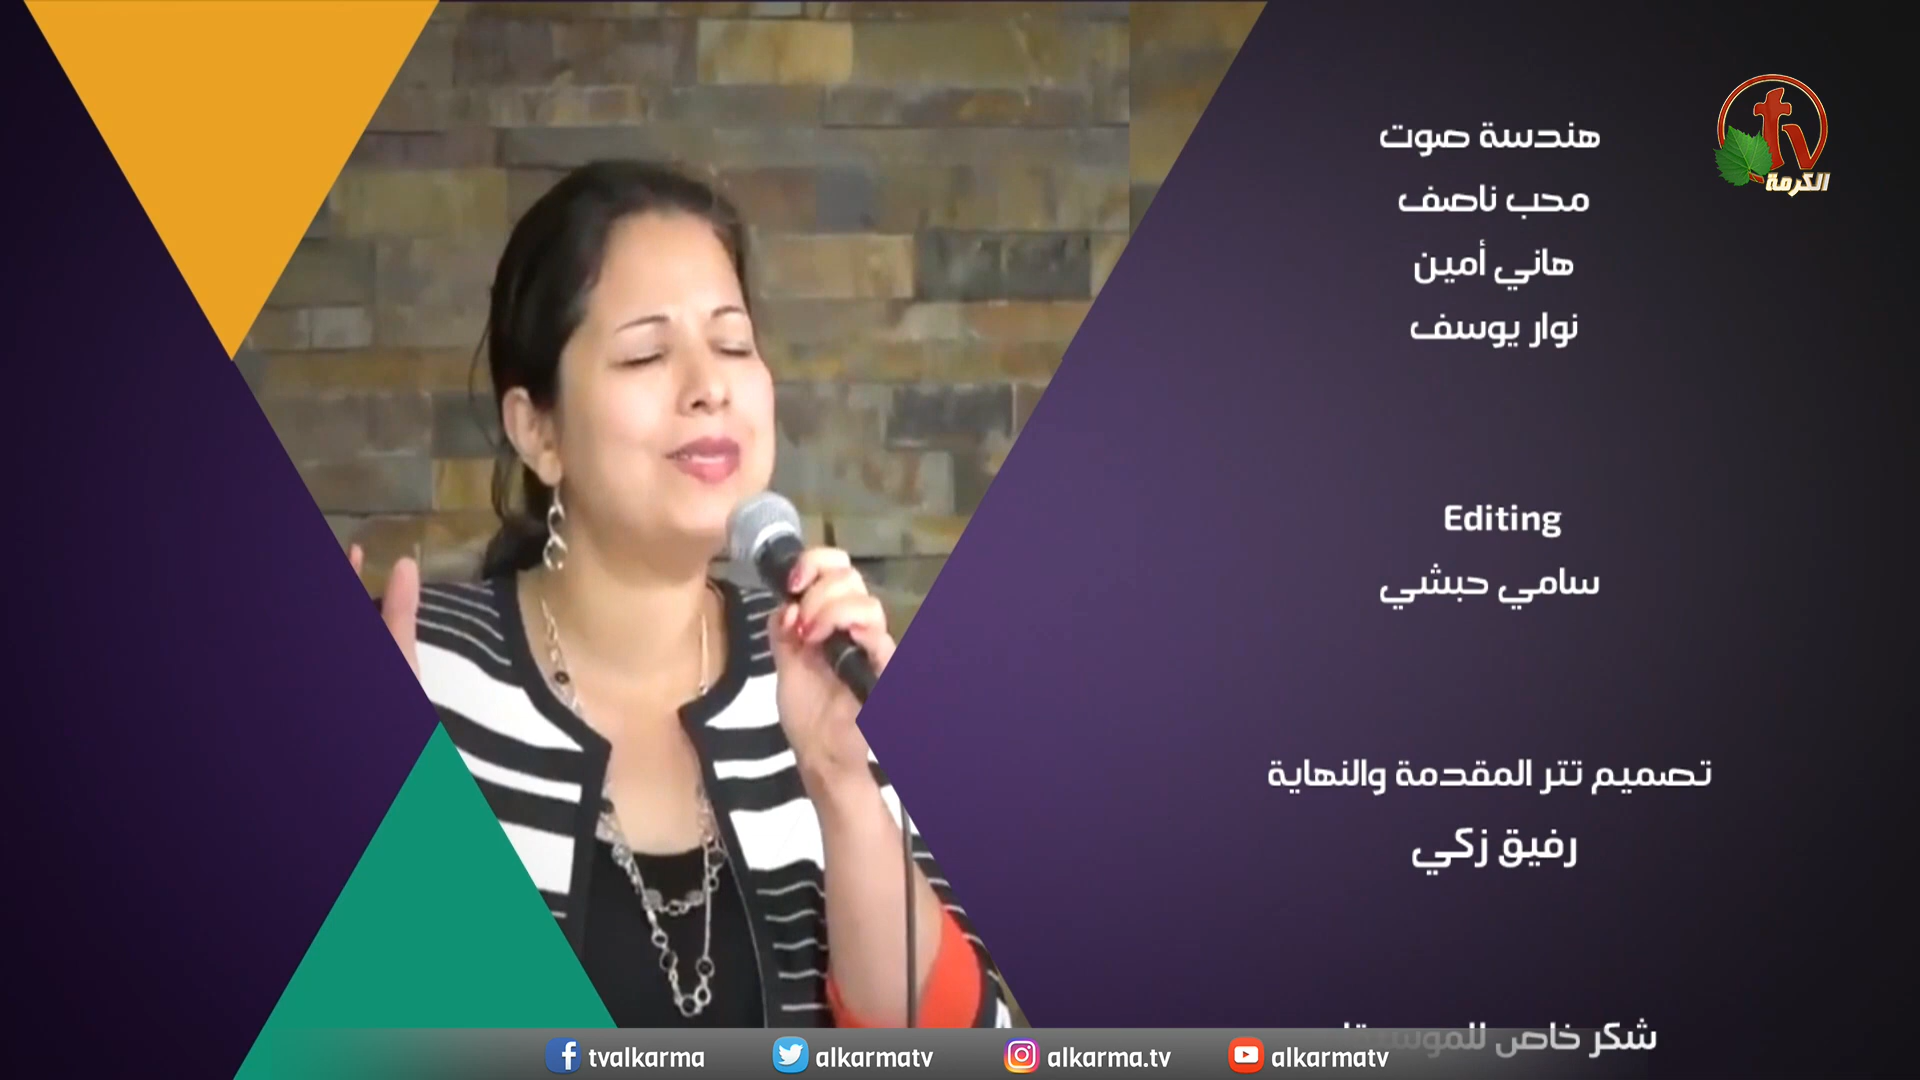 tv
الكرمة
هندسة صوت
محب ناصف
هاني أمين
نوار يوسف
Editing
سامي حبشي
تصميم تتر المقدمة والنهاية
رفيق زكي
شكر خاص
tvalkarma
alkarmatv
alkarma.tv
alkarmatv